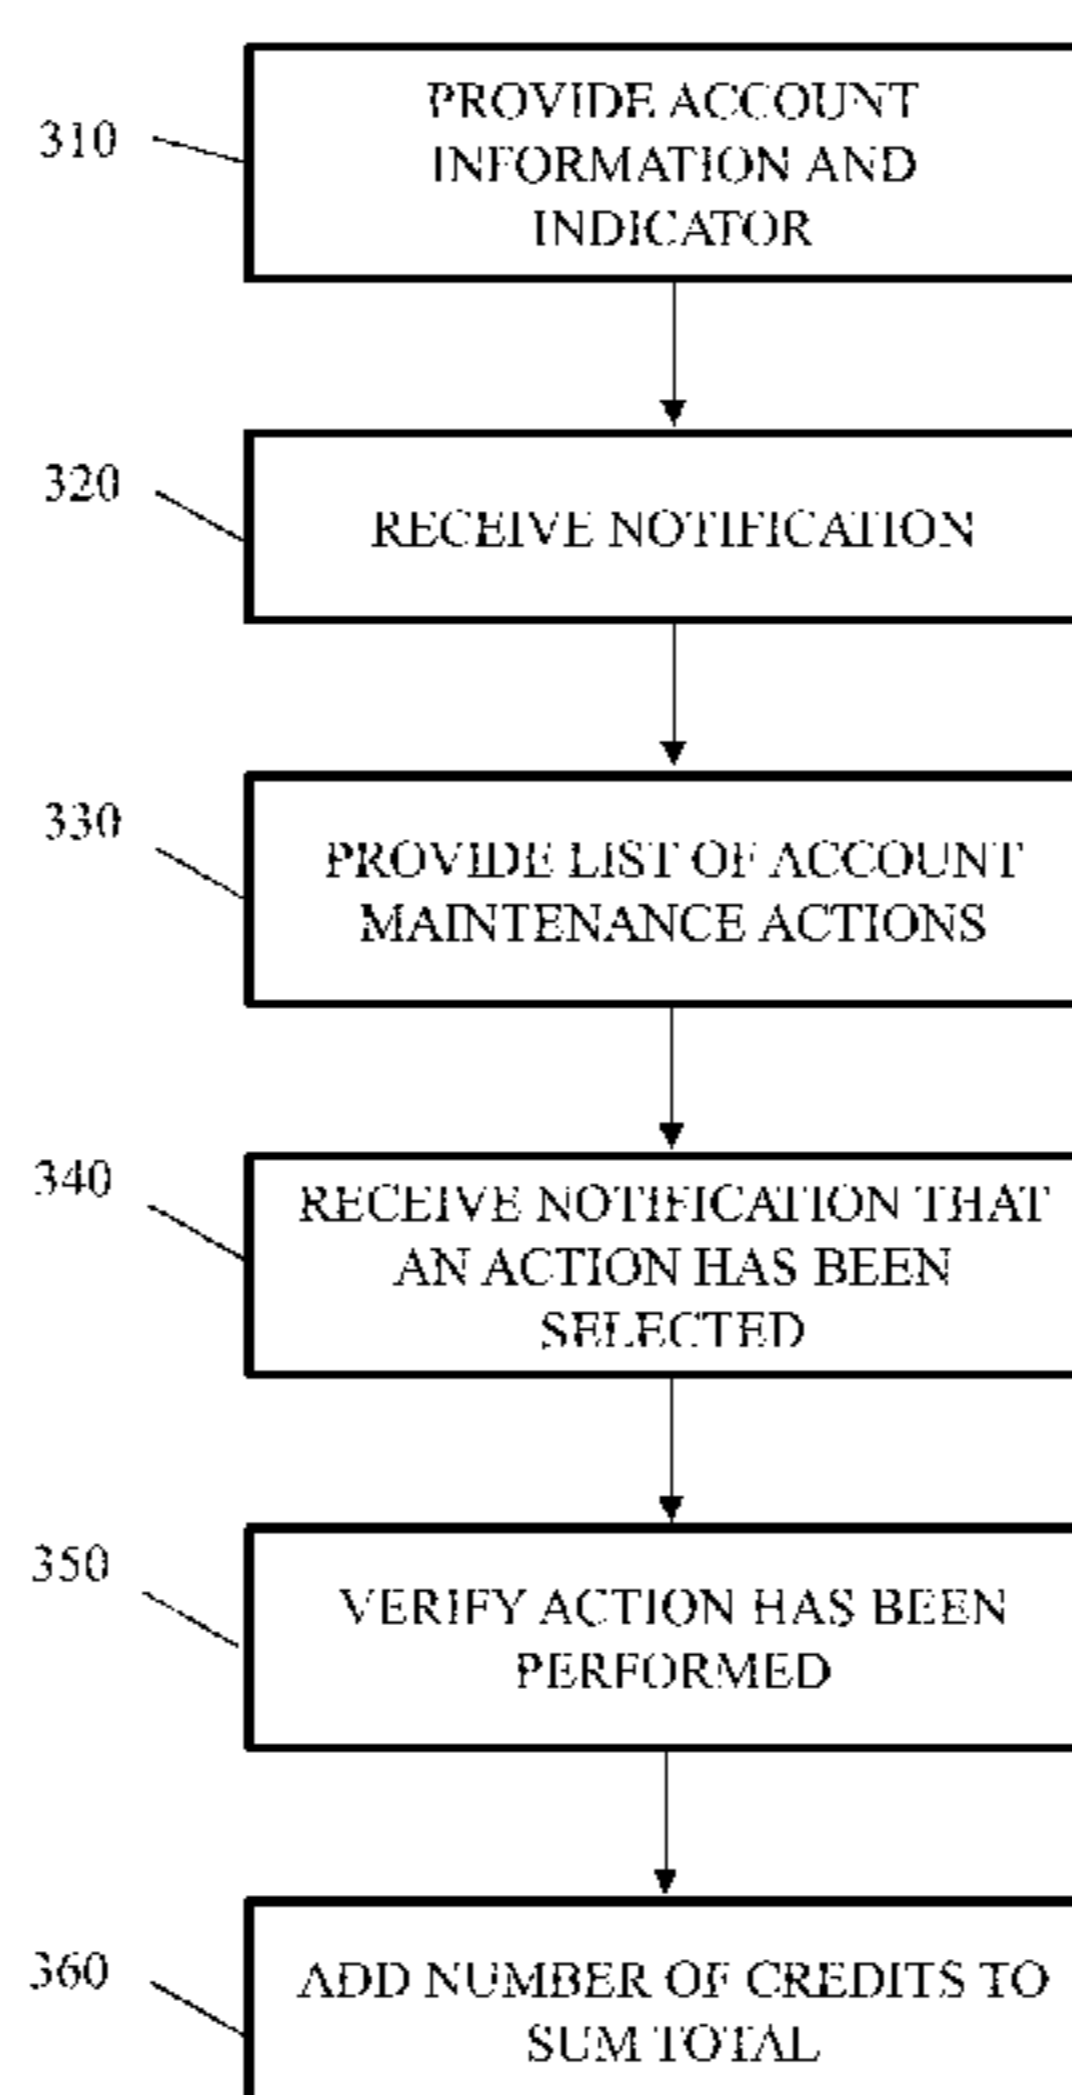 310
PROVIDE ACCOUNT
INFORMATION AND
INDICATOR
320
RECEIVE NOTIFICATION
330
PROVIDE LIST OF ACCOUNT
MAINTENANCE ACTIONS
340
RECEIVE NOTIFICATION THAT
AN ACTION HAS BEEN
SELECTED
350
VERIFY ACTION HAS BEEN
PERFORMED
360
ADD NUMBER OF CREDITS TO
SUM TOTAL